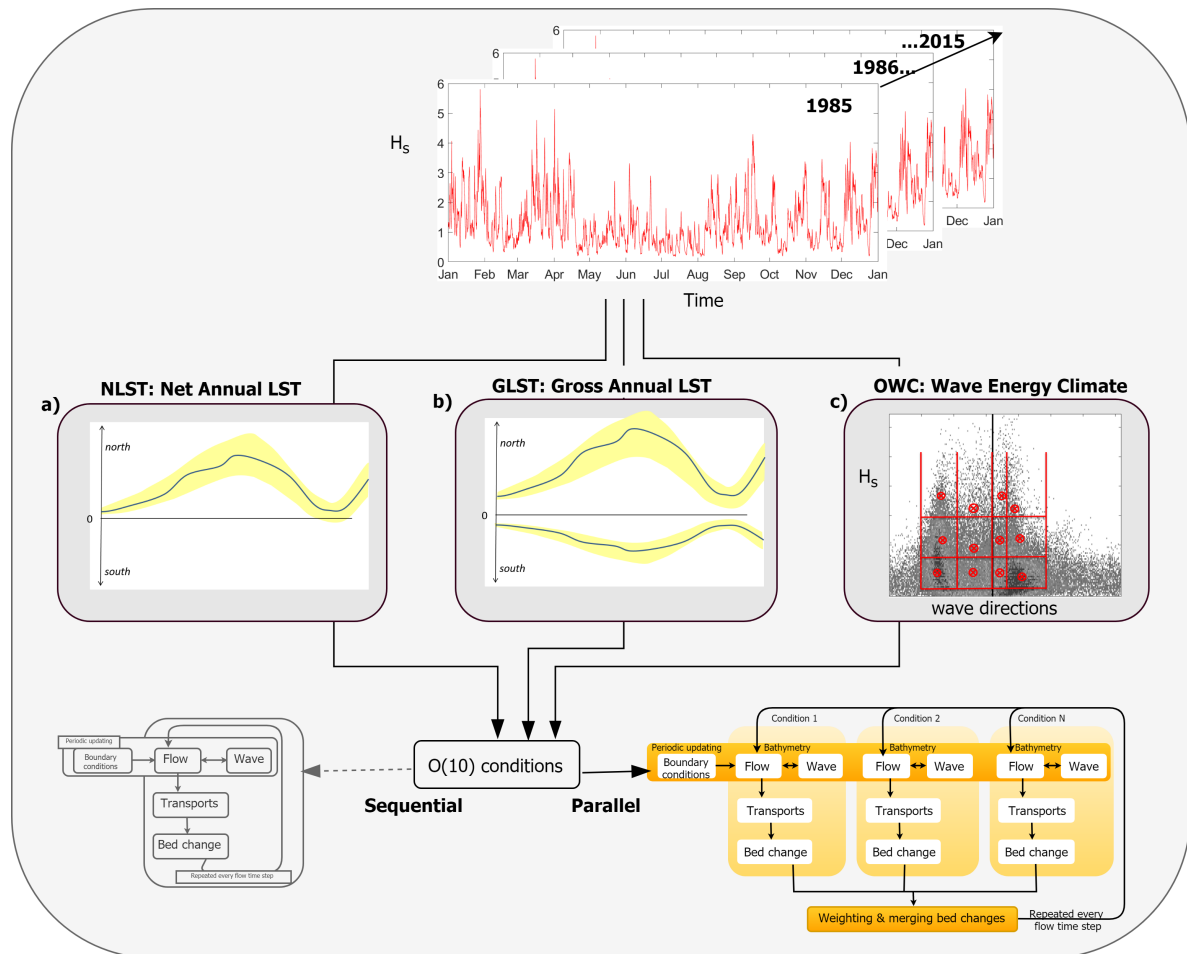 6
...2015
6
1986...
6
5
4
3
2
1
0
1985
H_s
Jan Feb Mar Apr May Jun Jul Aug Sep Oct Nov Dec Jan
Dec Jan
Dec Jan
Time
NLST: Net Annual LST
GLST: Gross Annual LST
OWC: Wave Energy Climate
a)
north
0
south
b)
north
0
south
c)
H_s
wave directions
Periodic updating
Boundary
conditions
Flow
Wave
Transports
Bed change
Repeated every flow time step
O(10) conditions
Sequential
Parallel
Condition 1
Condition 2
Condition N
Periodic updating
Bathymetry
Bathymetry
Bathymetry
Boundary
conditions
Flow
Wave
Flow
Wave
Flow
Wave
Transports
Transports
Transports
Bed change
Bed change
Bed change
Weighting & merging bed changes
Repeated every
flow time step